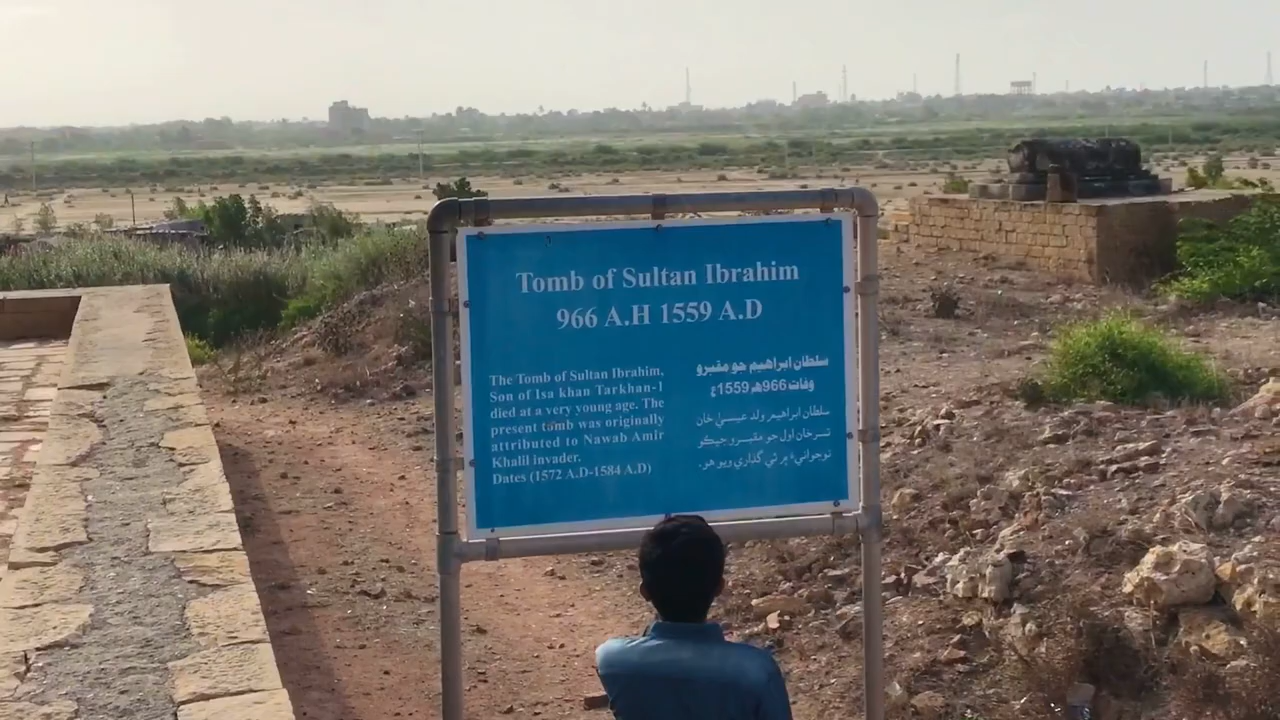 Tomb of Sultan Ibrahim
966 A.H 1559 A.D
The Tomb of Sultan Ibrahim,
Son of Isa khan Tarkhan-1
died at a very young age. The
present tomb was originally
attributed to Nawab Amir
Khalil invader.
Dates (1572 A.D-1584 A.D)
سلطان ابراهيم جو مقبرو
وفات 966هه 1559ع
سلطان ابراهيم ولد عيسيٰ خان
ترخان اول جو مقبرو جيڪو
نوجوانيءَ ۾ ئي گذاري ويو هو.